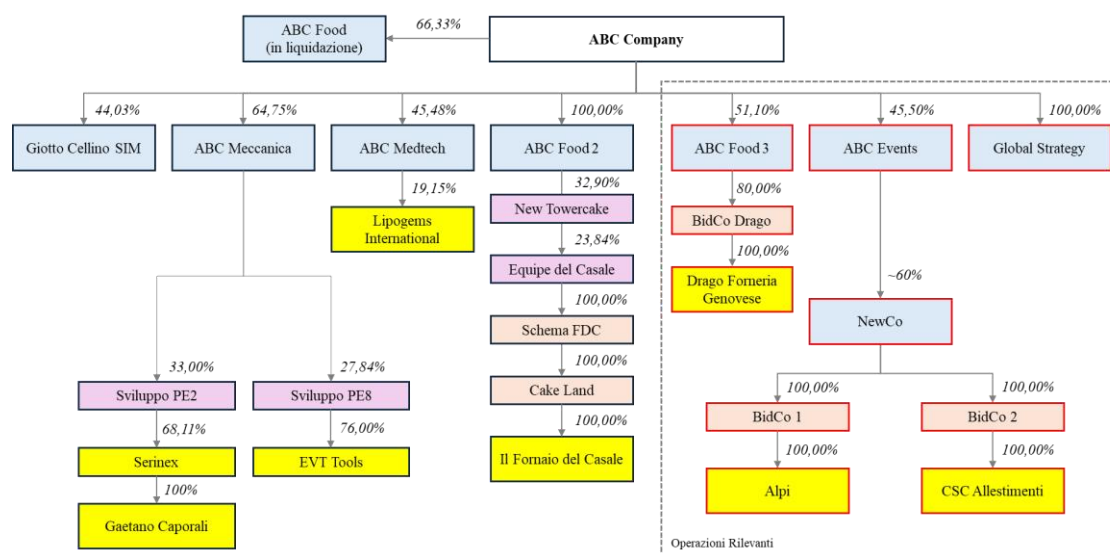 ABC Food
(in liquidazione)
66,33%
ABC Company
44,03%
64,75%
45,48%
100,00%
51,10%
45,50%
100,00%
Giotto Cellino SIM
ABC Meccanica
ABC Medtech
ABC Food 2
ABC Food 3
ABC Events
Global Strategy
19,15%
32,90%
80,00%
Lipogems
International
New Towercake
BidCo Drago
23,84%
100,00%
Equipe del Casale
Drago Forneria
Genovese
~60%
100,00%
Schema FDC
NewCo
33,00%
27,84%
100,00%
100,00%
100,00%
Sviluppo PE2
Sviluppo PE8
Cake Land
BidCo 1
BidCo 2
68,11%
76,00%
100,00%
100,00%
100,00%
Serinex
EVT Tools
Il Fornaio del Casale
Alpi
CSC Allestimenti
100%
Gaetano Caporali
Operazioni Rilevanti